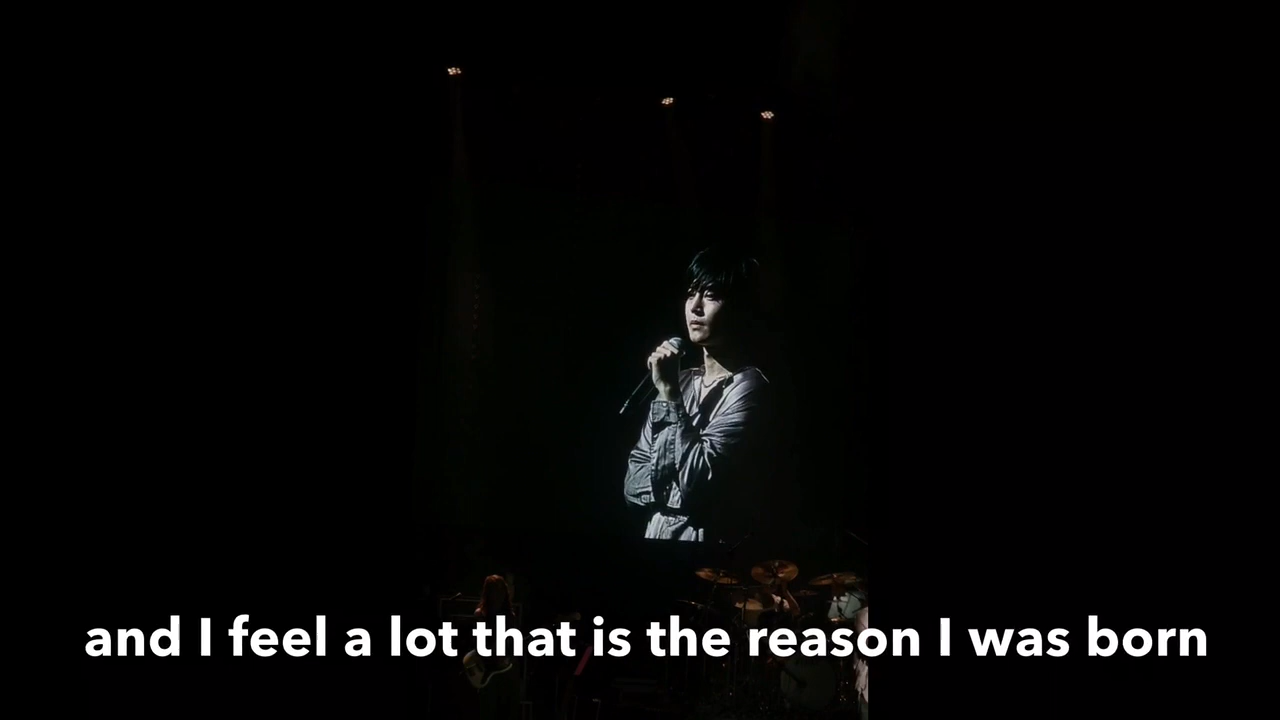 and I feel a lot that is the reason I was born